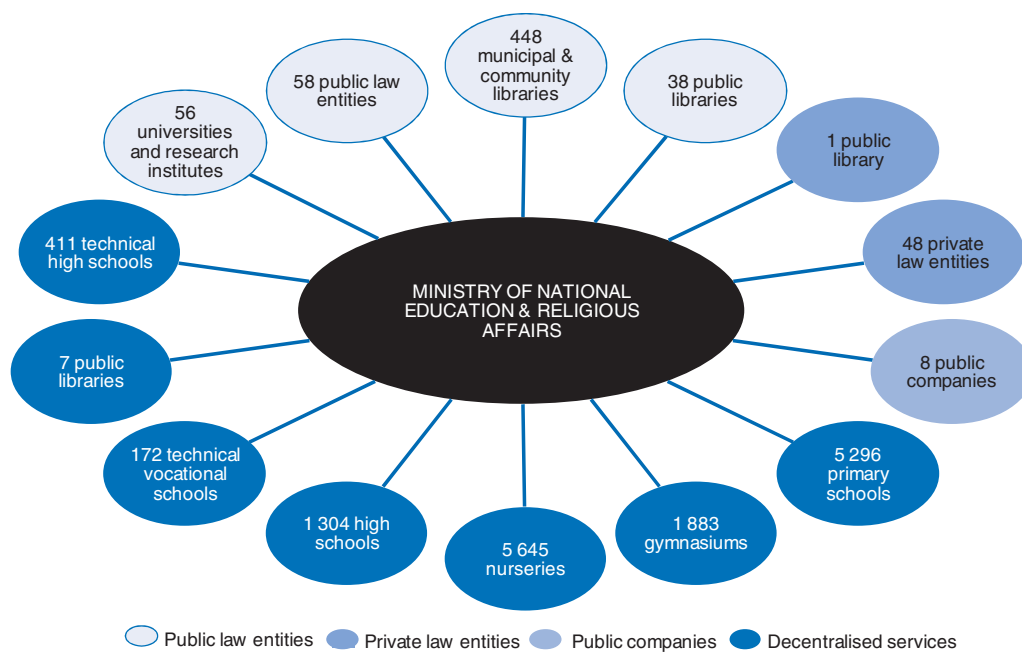 448
municipal &
community
libraries
58 public law
entities
38 public
libraries
56
universities
and research
institutes
1 public
library
411 technical
high schools
48 private
law entities
MINISTRY OF NATIONAL
EDUCATION & RELIGIOUS
AFFAIRS
7 public
libraries
8 public
companies
172 technical
vocational
schools
5 296
primary
schools
1 304 high
schools
1 883
gymnasiums
5 645
nurseries
Public law entities
Private law entities
Public companies
Decentralised services